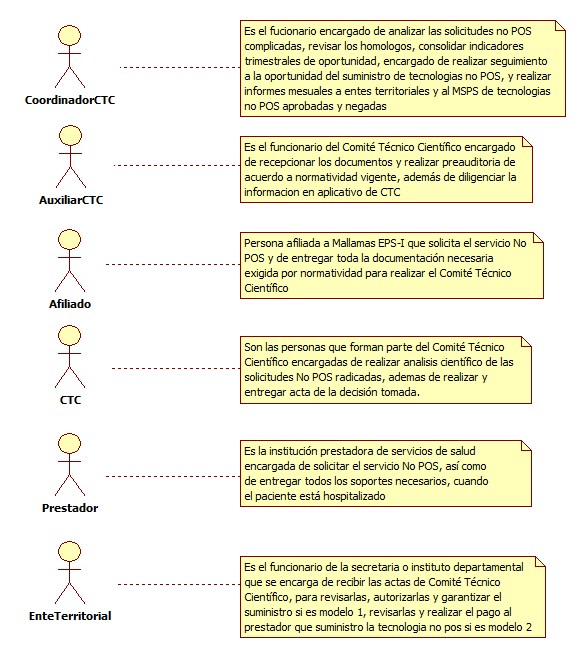 Es el fucionario encargado de analizar las solicitudes no POS
complicadas, revisar los homologos, consolidar indicadores
trimestrales de oportunidad, encargado de realizar seguimiento
a la oportunidad del suministro de tecnologias no POS, y realizar
informes mesuales a entes territoriales y al MSPS de tecnologias
no POS aprobadas y negadas
CoordinadorCTC
Es el funcionario del Comité Técnico Científico encargado
de recepcionar los documentos y realizar preauditoria de
acuerdo a normatividad vigente, además de diligenciar la
informacion en aplicativo de CTC
AuxiliarCTC
Persona afiliada a Mallamas EPS-I que solicita el servicio No
POS y de entregar toda la documentación necesaria
exigida por normatividad para realizar el Comité Técnico
Científico
Afiliado
Son las personas que forman parte del Comité Técnico
Científico encargadas de realizar analisis científico de las
solicitudes No POS radicadas, ademas de realizar y
entregar acta de la decisión tomada.
CTC
Es la institución prestadora de servicios de salud
encargada de solicitar el servicio No POS, así como
de entregar todos los soportes necesarios, cuando
el paciente está hospitalizado
Prestador
Es el funcionario de la secretaria o instituto departamental
que se encarga de recibir las actas de Comité Técnico
Científico, para revisarlas, autorizarlas y garantizar el
suministro si es modelo 1, revisarlas y realizar el pago al
prestador que suministro la tecnologia no pos si es modelo 2
EnteTerritorial